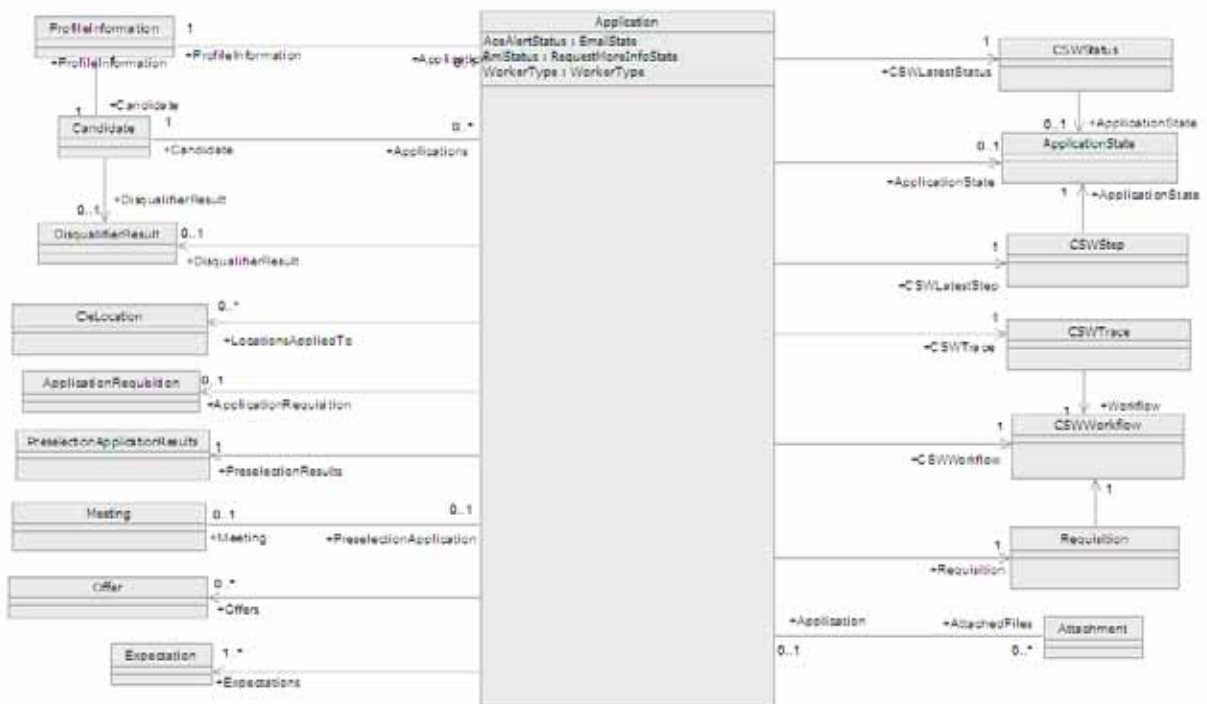 ProfileInformation
1
+ProfileInformation
+ProfileInformation
1
+Candidate
Candidate
1
+Candidate
0..*
+Applications
+DisqualifierResult
0..1
DisqualifierResult
0..1
+DisqualifierResult
CleLocation
0..*
+LocationsAppliedTo
ApplicationRequisition
0..1
+ApplicationRequisition
PreselectionApplicationResults
1
+PreselectionResults
Meeting
0..1
+Meeting
0..1
+PreselectionApplication
Offer
0..*
+Offers
Expectation
1..*
+Expectations
Application
AceAlertStatus : EmailState
RmiStatus : RequestMoreInfoState
WorkerType : WorkerType
1
+CSWLatestStatus
CSWStatus
0..1
+ApplicationState
0..1
+ApplicationState
ApplicationState
1
+ApplicationState
1
+CSWLatestStep
CSWStep
1
+CSWTrace
CSWTrace
1
+Workflow
1
+CSWWorkflow
CSWWorkflow
1
1
+Requisition
Requisition
+Application
0..1
+AttachedFiles
0..*
Attachment